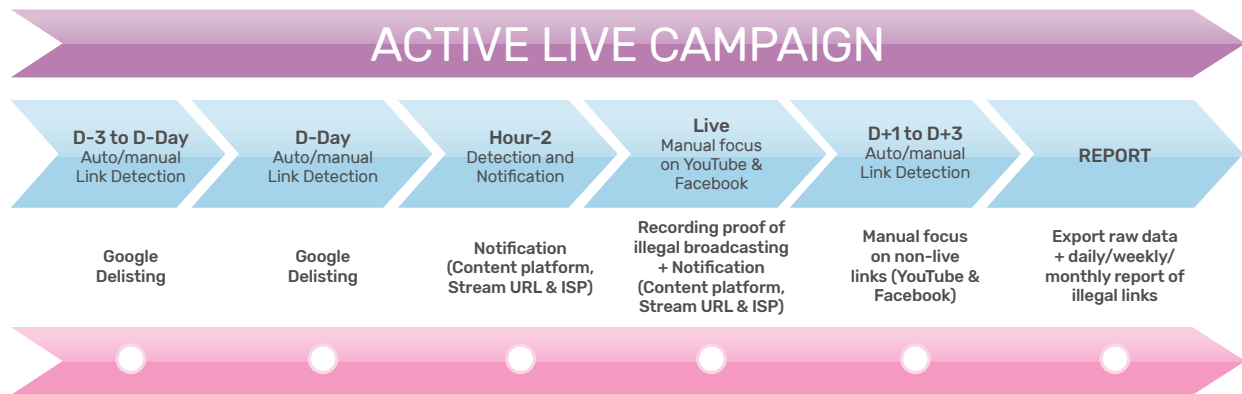 ACTIVE LIVE CAMPAIGN
D-3 to D-Day
Auto/manual
Link Detection
D-Day
Auto/manual
Link Detection
Hour-2
Detection and
Notification
Live
Manual focus
on YouTube &
Facebook
D+1 to D+3
Auto/manual
Link Detection
REPORT
Google
Delisting
Google
Delisting
Notification
(Content platform,
Stream URL & ISP)
Recording proof of
illegal broadcasting
+ Notification
(Content platform,
Stream URL & ISP)
Manual focus
on non-live
links (YouTube &
Facebook)
Export raw data
+ daily/weekly/
monthly report of
illegal links